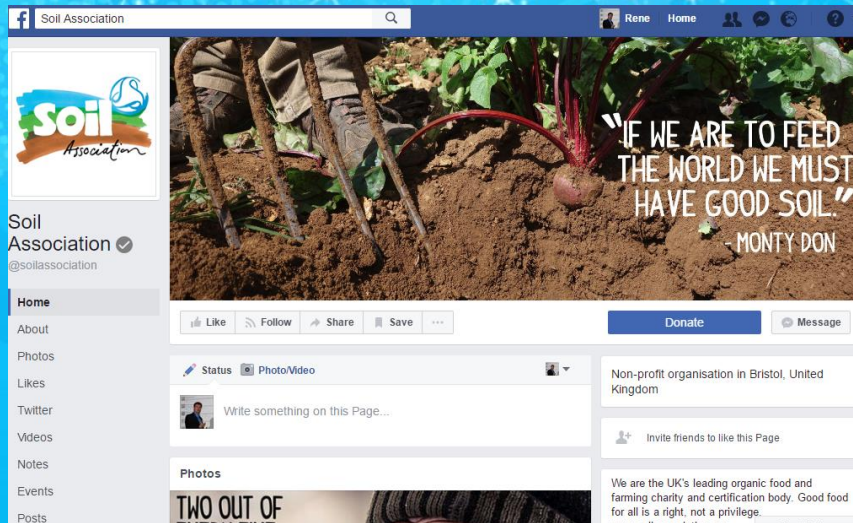 Soil Association
Rene Home
Soil
Association
Soil
Association
@soilassociation
Home
About
Photos
Likes
Twitter
Videos
Notes
Events
Posts
"IF WE ARE TO FEED
THE WORLD WE MUST
HAVE GOOD SOIL."
- MONTY DON
Like Follow Share Save ...
Donate Message
Status Photo/Video
Write something on this Page...
Photos
TWO OUT OF
Non-profit organisation in Bristol, United
Kingdom
Invite friends to like this Page
We are the UK's leading organic food and
farming charity and certification body. Good food
for all is a right, not a privilege.